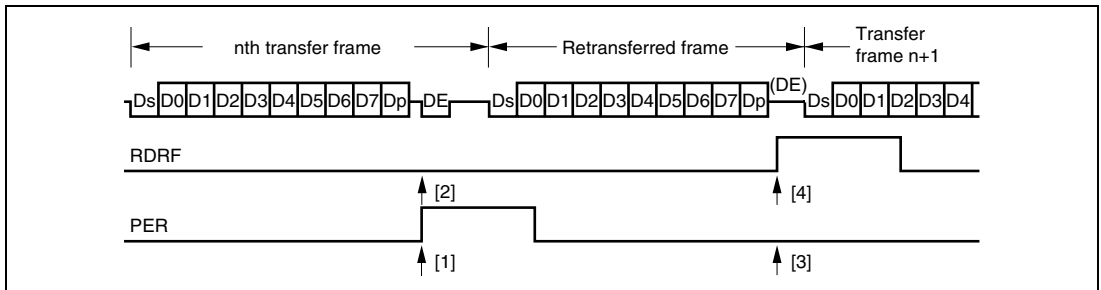 nth transfer frame Retransferred frame Transfer
frame n+1
Ds D0 D1 D2 D3 D4 D5 D6 D7 Dp DE Ds D0 D1 D2 D3 D4 D5 D6 D7 Dp (DE) Ds D0 D1 D2 D3 D4
RDRF
[2] [4]
PER
[1] [3]